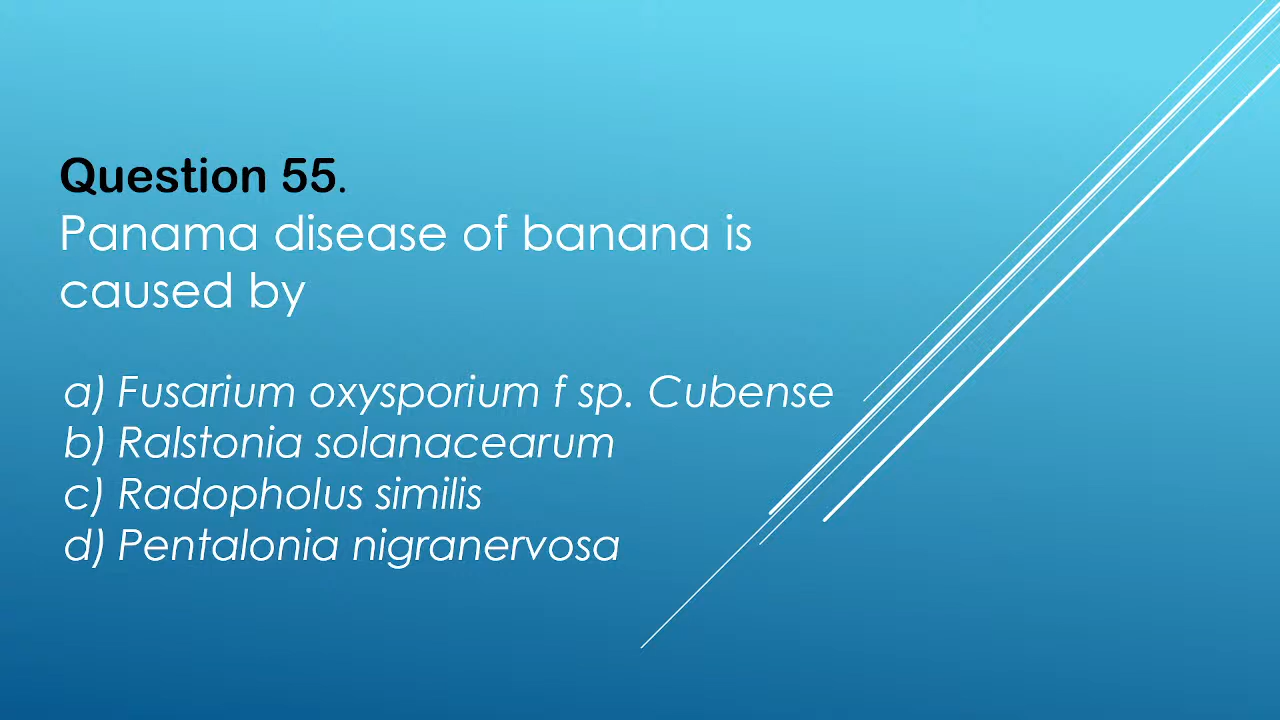 Question 55.
Panama disease of banana is
caused by
a) Fusarium oxysporium f sp. Cubense
b) Ralstonia solanacearum
c) Radopholus similis
d) Pentalonia nigranervosa